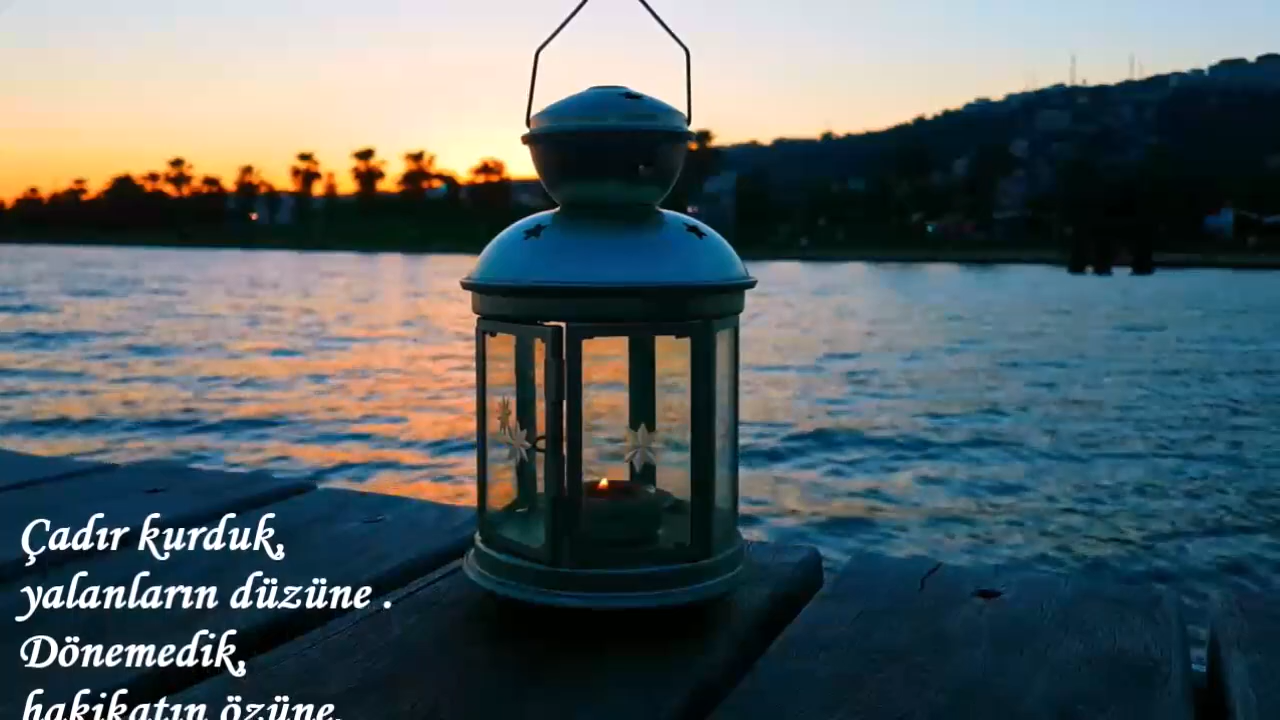 Çadır kurduk,
yalanların düzüne .
Dönemedik,
hakikatın özüne.